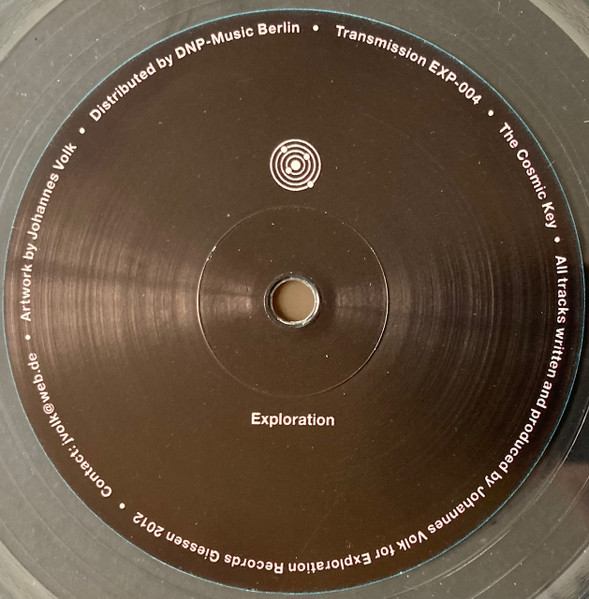 Transmission EXP-004 • The Cosmic Key • All tracks written and produced by Johannes Volk for Exploration Records Giessen 2012 • Contact: jvolk@web.de • Artwork by Johannes Volk • Distributed by DNP-Music Berlin •
Exploration